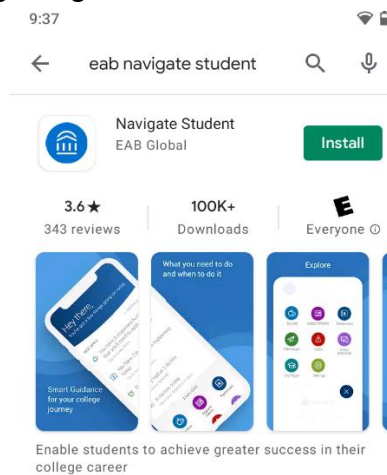 9:37
eab navigate student
Navigate Student
EAB Global
Install
3.6★
343 reviews
100K+
Downloads
E
Everyone
Hey there,
Smart Guidance
for your college
journey
What you need to do
and when to do it
Explore
Enable students to achieve greater success in their
college career